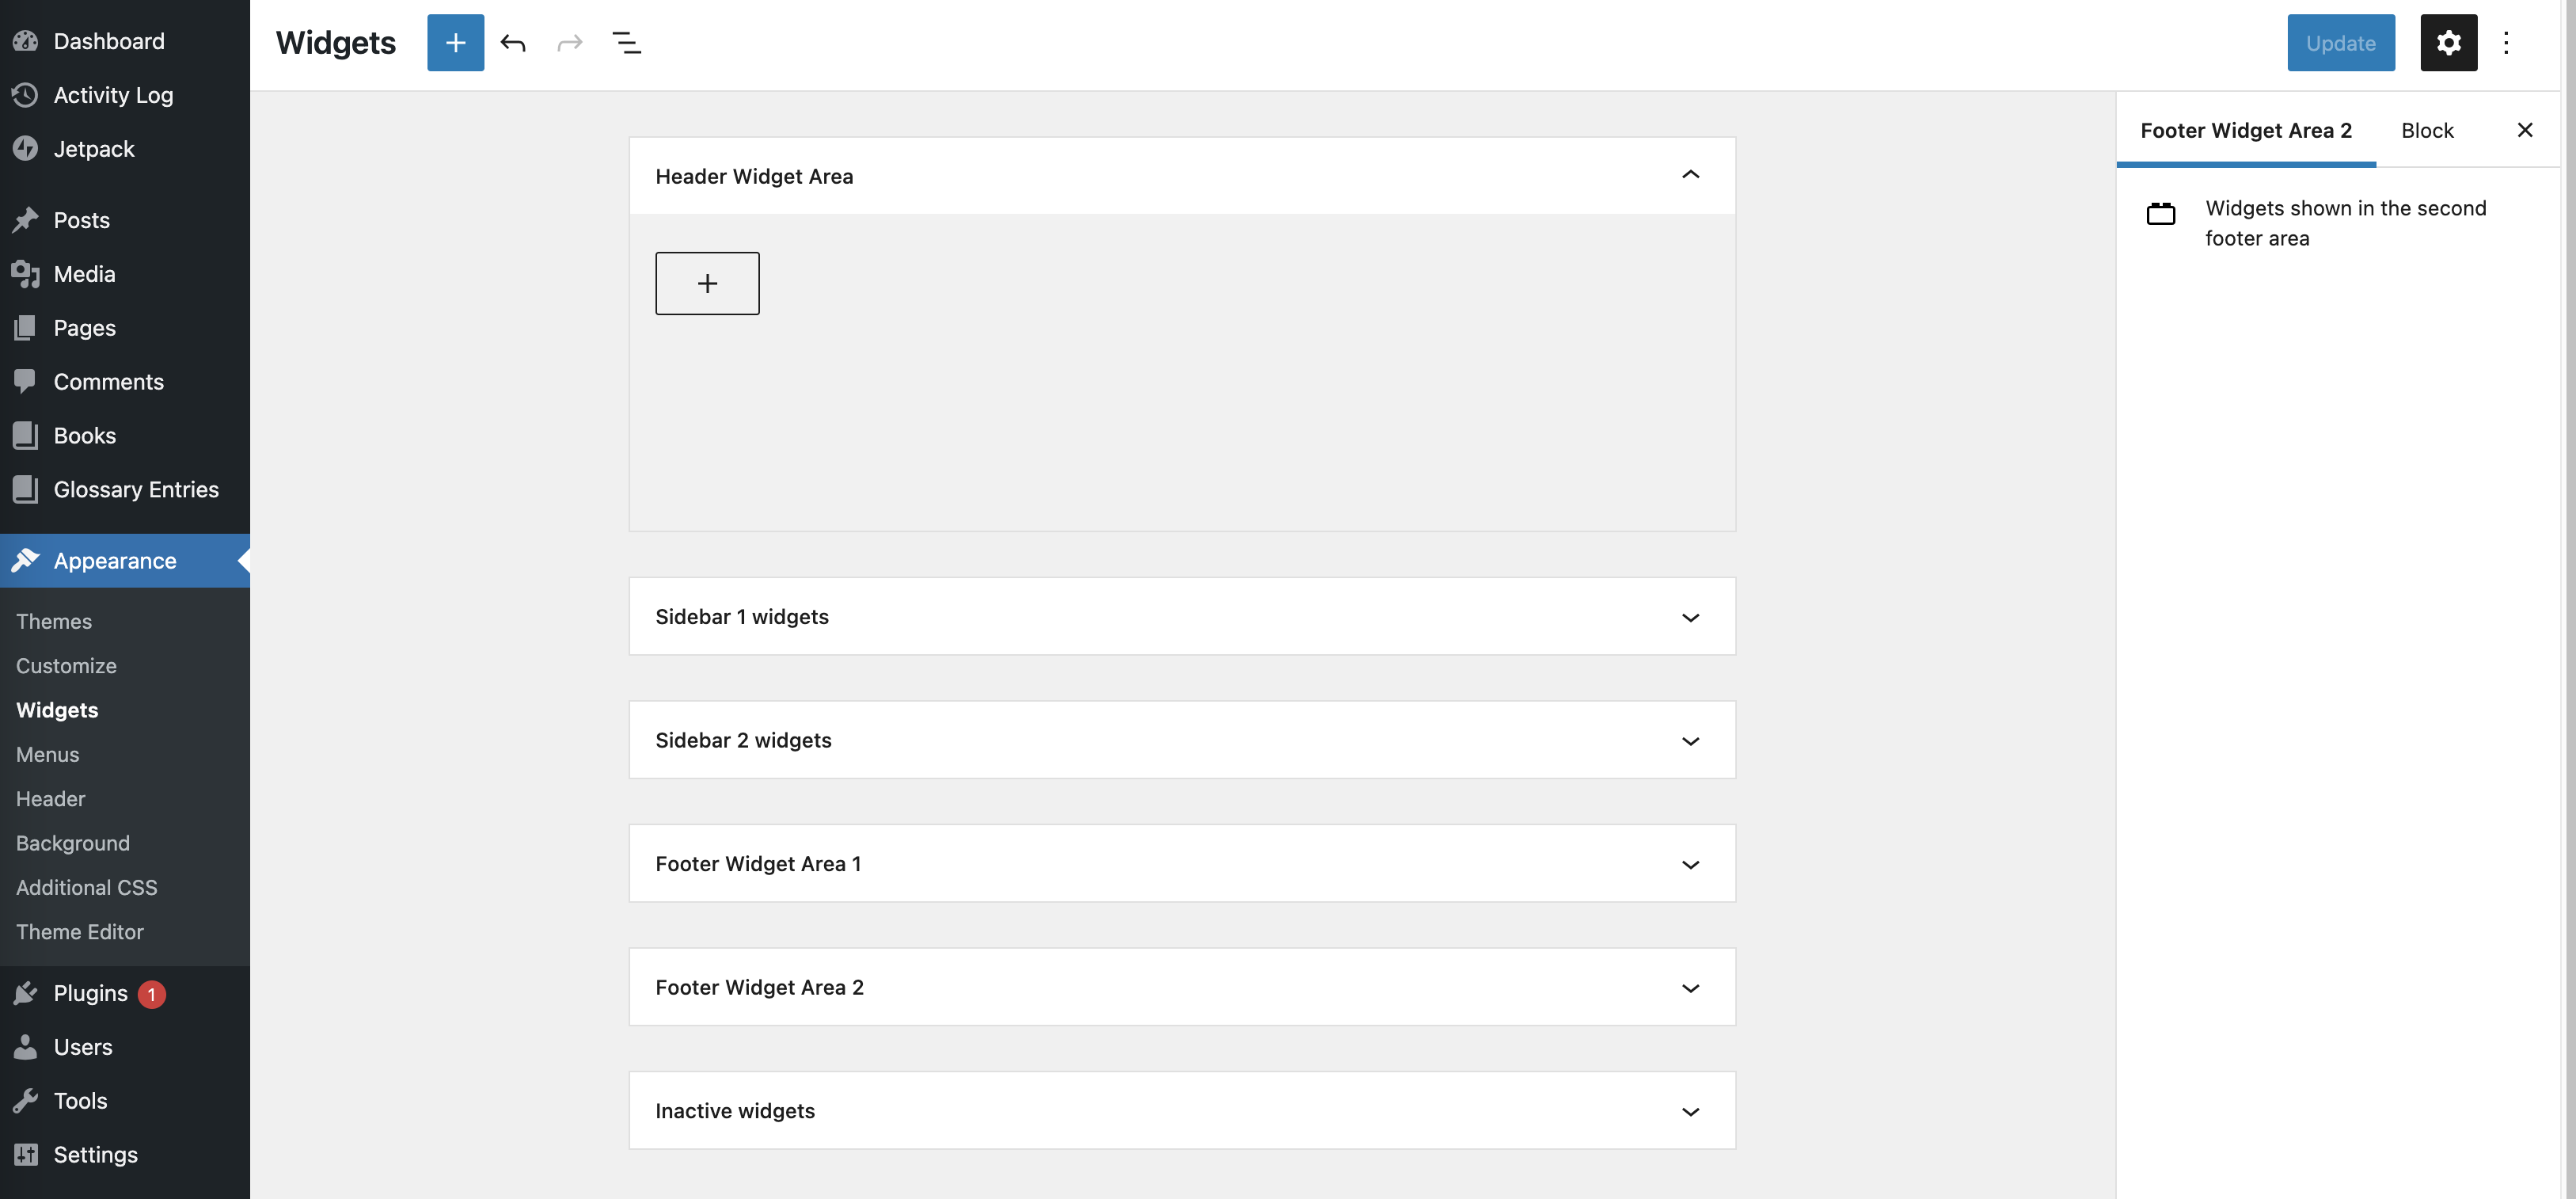 Dashboard
Activity Log
Jetpack
Posts
Media
Pages
Comments
Books
Glossary Entries
Appearance
Themes
Customize
Widgets
Menus
Header
Background
Additional CSS
Theme Editor
Plugins 1
Users
Tools
Settings
Widgets
Update
Header Widget Area
Sidebar 1 widgets
Sidebar 2 widgets
Footer Widget Area 1
Footer Widget Area 2
Inactive widgets
Footer Widget Area 2 Block
Widgets shown in the second
footer area